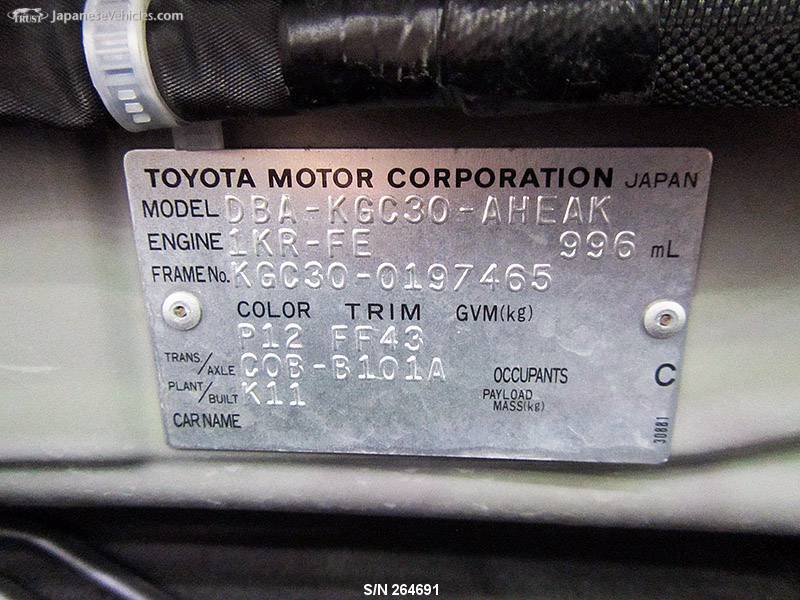 TRUST JapaneseVehicles.com
TOYOTA MOTOR CORPORATION JAPAN
MODEL DBA-KGC30-AHEAK
ENGINE 1KR-FE 996 mL
FRAME No. KGC30-0197465
COLOR TRIM GVM(kg)
P12 FF43
TRANS./AXLE C0B-B101A OCCUPANTS C
PLANT/BUILT K11 PAYLOAD MASS(kg)
CAR NAME
30881
S/N 264691